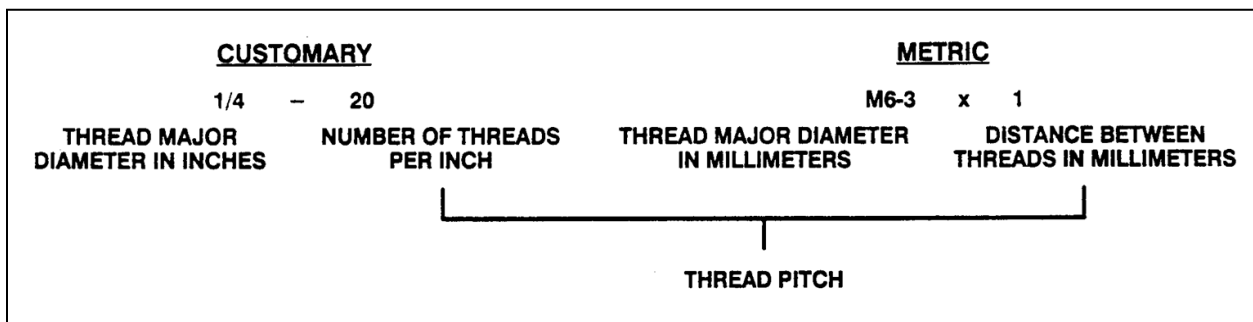 CUSTOMARY
1/4 – 20
THREAD MAJOR
DIAMETER IN INCHES
NUMBER OF THREADS
PER INCH
METRIC
M6-3 x 1
THREAD MAJOR DIAMETER
IN MILLIMETERS
DISTANCE BETWEEN
THREADS IN MILLIMETERS
THREAD PITCH